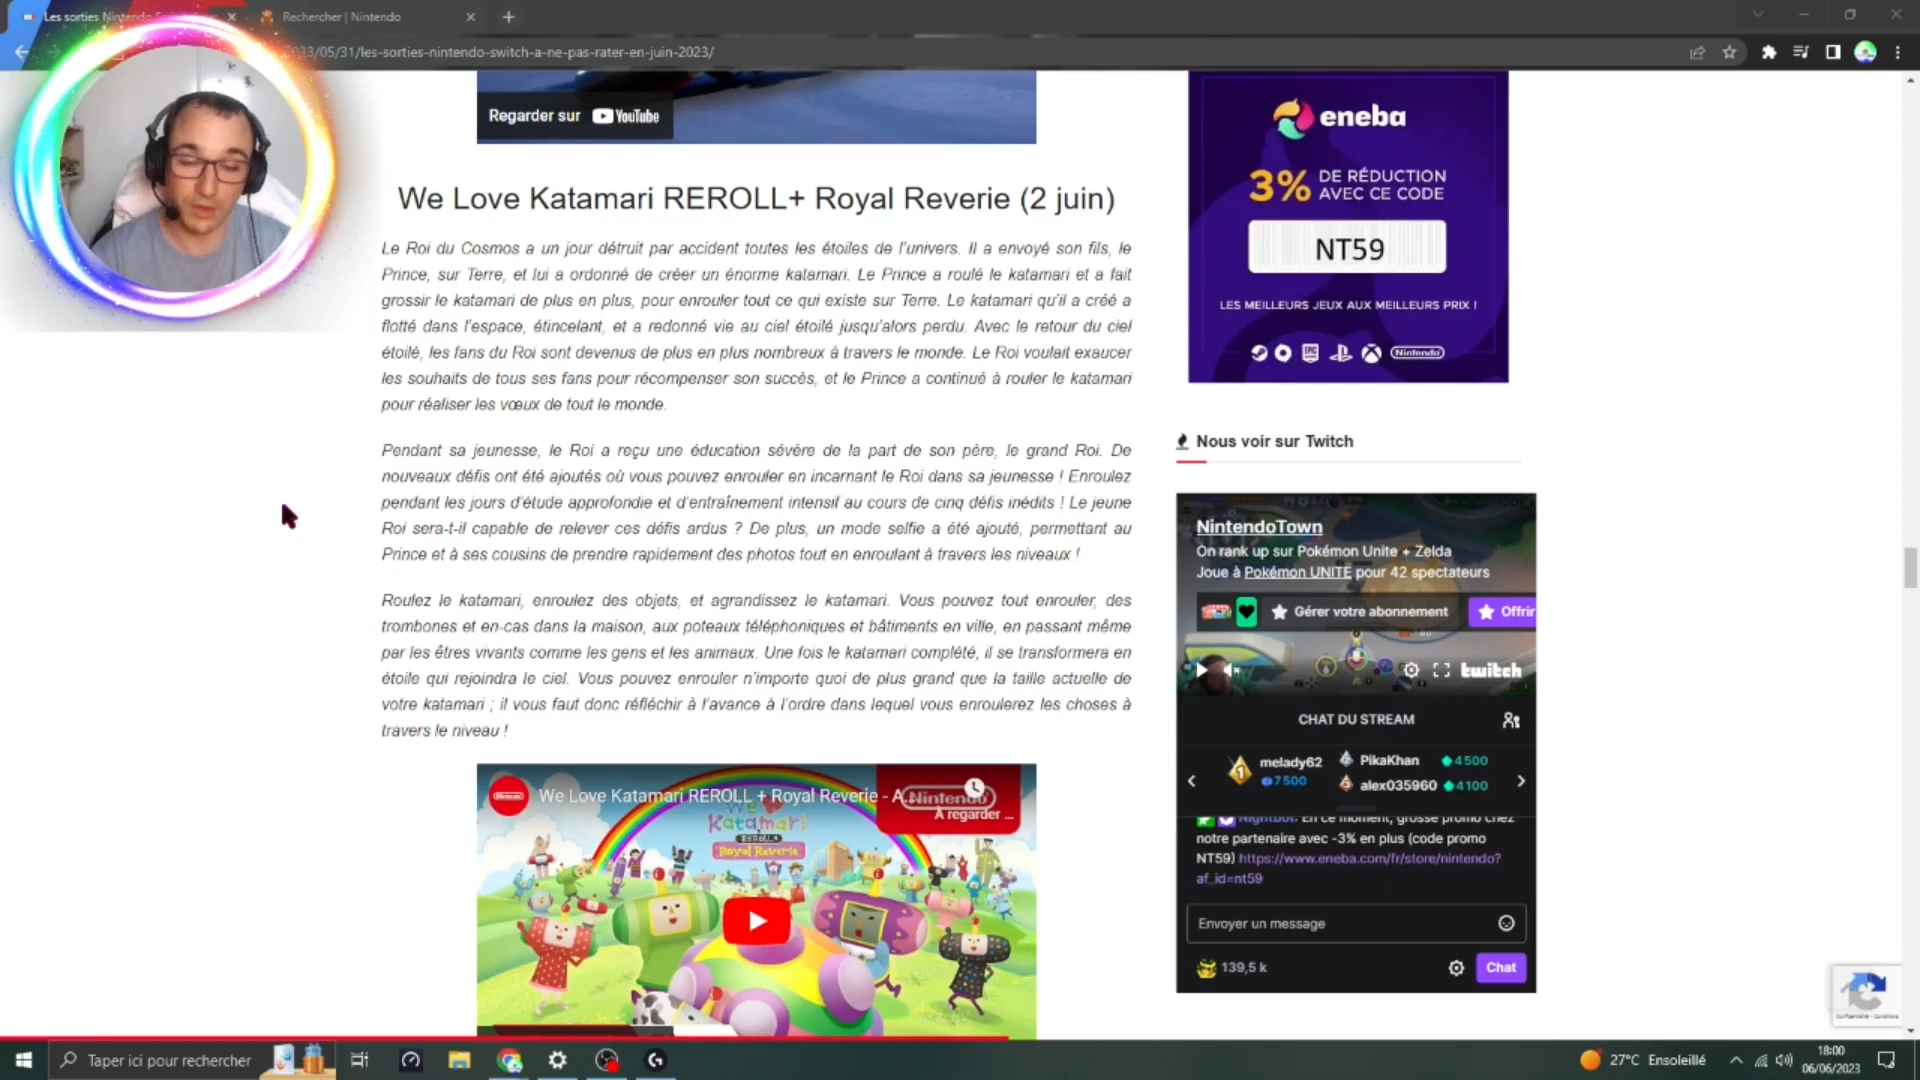 Les sorties Nintendo
Rechercher | Nintendo
/05/31/les-sorties-nintendo-switch-a-ne-pas-rater-en-juin-2023/
Regarder sur YouTube
We Love Katamari REROLL+ Royal Reverie (2 juin)
Le Roi du Cosmos a un jour détruit par accident toutes les étoiles de l'univers. Il a envoyé son fils, le
Prince, sur Terre, et lui a ordonné de créer un énorme katamari. Le Prince a roulé le katamari et a fait
grossir le katamari de plus en plus, pour enrouler tout ce qui existe sur Terre. Le katamari qu'il a créé a
flotté dans l'espace, étincelant, et a redonné vie au ciel étoilé jusqu'alors perdu. Avec le retour du ciel
étoilé, les fans du Roi sont devenus de plus en plus nombreux à travers le monde. Le Roi voulait exaucer
les souhaits de tous ses fans pour récompenser son succès, et le Prince a continué à rouler le katamari
pour réaliser les vœux de tout le monde.
Pendant sa jeunesse, le Roi a reçu une éducation sévère de la part de son père, le grand Roi. De
nouveaux défis ont été ajoutés où vous pouvez enrouler en incarnant le Roi dans sa jeunesse ! Enroulez
pendant les jours d'étude approfondie et d'entraînement intensif au cours de cinq défis inédits ! Le jeune
Roi sera-t-il capable de relever ces défis ardus ? De plus, un mode selfie a été ajouté, permettant au
Prince et à ses cousins de prendre rapidement des photos tout en enroulant à travers les niveaux !
Roulez le katamari, enroulez des objets, et agrandissez le katamari. Vous pouvez tout enrouler, des
trombones et en-cas dans la maison, aux poteaux téléphoniques et bâtiments en ville, en passant même
par les êtres vivants comme les gens et les animaux. Une fois le katamari complété, il se transformera en
étoile qui rejoindra le ciel. Vous pouvez enrouler n'importe quoi de plus grand que la taille actuelle de
votre katamari ; il vous faut donc réfléchir à l'avance à l'ordre dans lequel vous enroulerez les choses à
travers le niveau !
We Love Katamari REROLL + Royal Reverie - A...
Nintendo
À regarder ...
We ♥
Katamari
REROLL+
Royal Reverie
eneba
3% DE RÉDUCTION
AVEC CE CODE
NT59
LES MEILLEURS JEUX AUX MEILLEURS PRIX !
Nintendo
Nous voir sur Twitch
NintendoTown
On rank up sur Pokémon Unite + Zelda
Joue à Pokémon UNITE pour 42 spectateurs
Gérer votre abonnement
Offrir
twitch
CHAT DU STREAM
1 melady62 7500
PikaKhan 4500
alex035960 4100
Nightbot: En ce moment, grosse promo chez
notre partenaire avec -3% en plus (code promo
NT59) https://www.eneba.com/fr/store/nintendo?
af_id=nt59
Envoyer un message
139,5 k
Chat
Taper ici pour rechercher
27°C Ensoleillé
18:00
06/06/2023